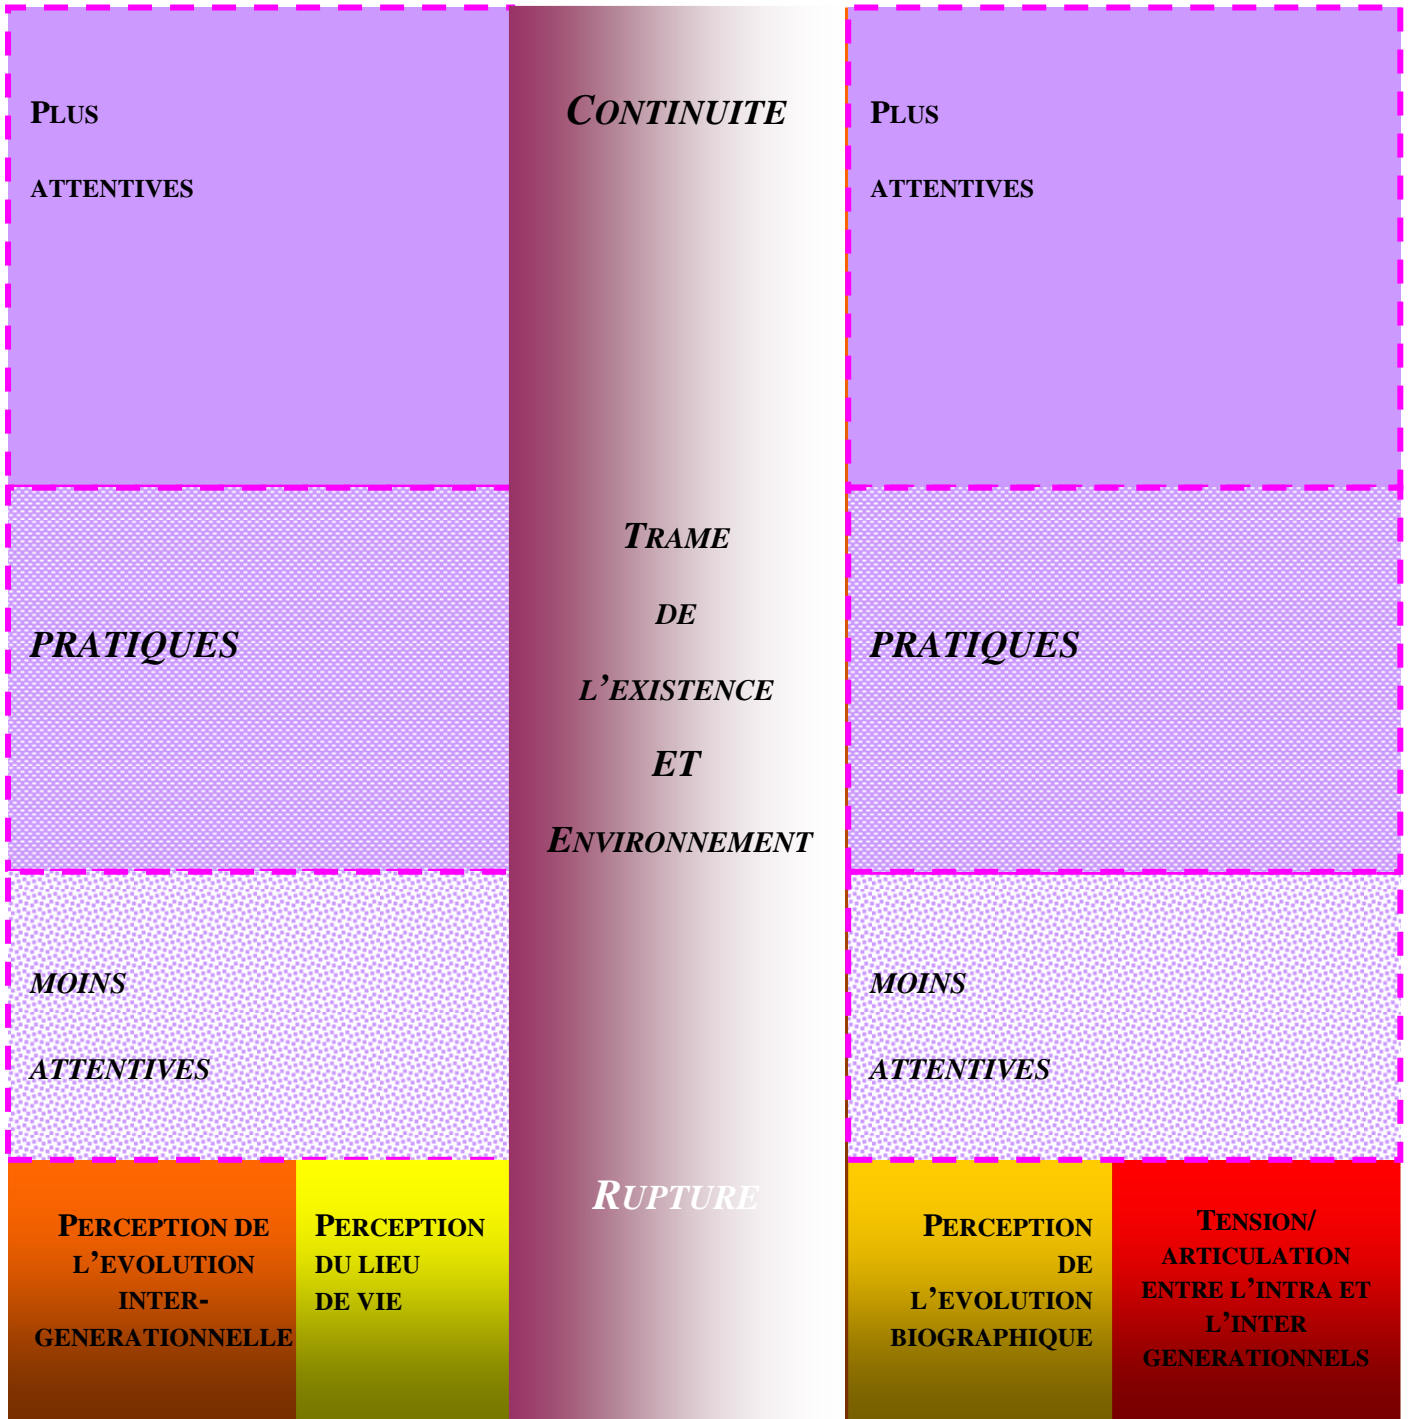 PLUS
ATTENTIVES
PRATIQUES
MOINS
ATTENTIVES
PERCEPTION DE
L’EVOLUTION
INTER-
GENERATIONNELLE
PERCEPTION
DU LIEU
DE VIE
CONTINUITE
TRAME
DE
L’EXISTENCE
ET
ENVIRONNEMENT
RUPTURE
PLUS
ATTENTIVES
PRATIQUES
MOINS
ATTENTIVES
PERCEPTION
DE
L’EVOLUTION
BIOGRAPHIQUE
TENSION/
ARTICULATION
ENTRE L’INTRA ET
L’INTER
GENERATIONNELS